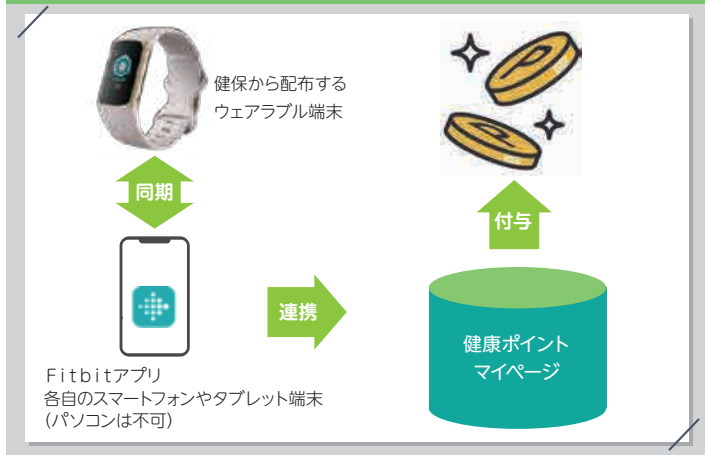 健保から配布する
ウェアラブル端末
同期
Fitbitアプリ
各自のスマートフォンやタブレット端末
(パソコンは不可)
連携
健康ポイント
マイページ
付与
P
P